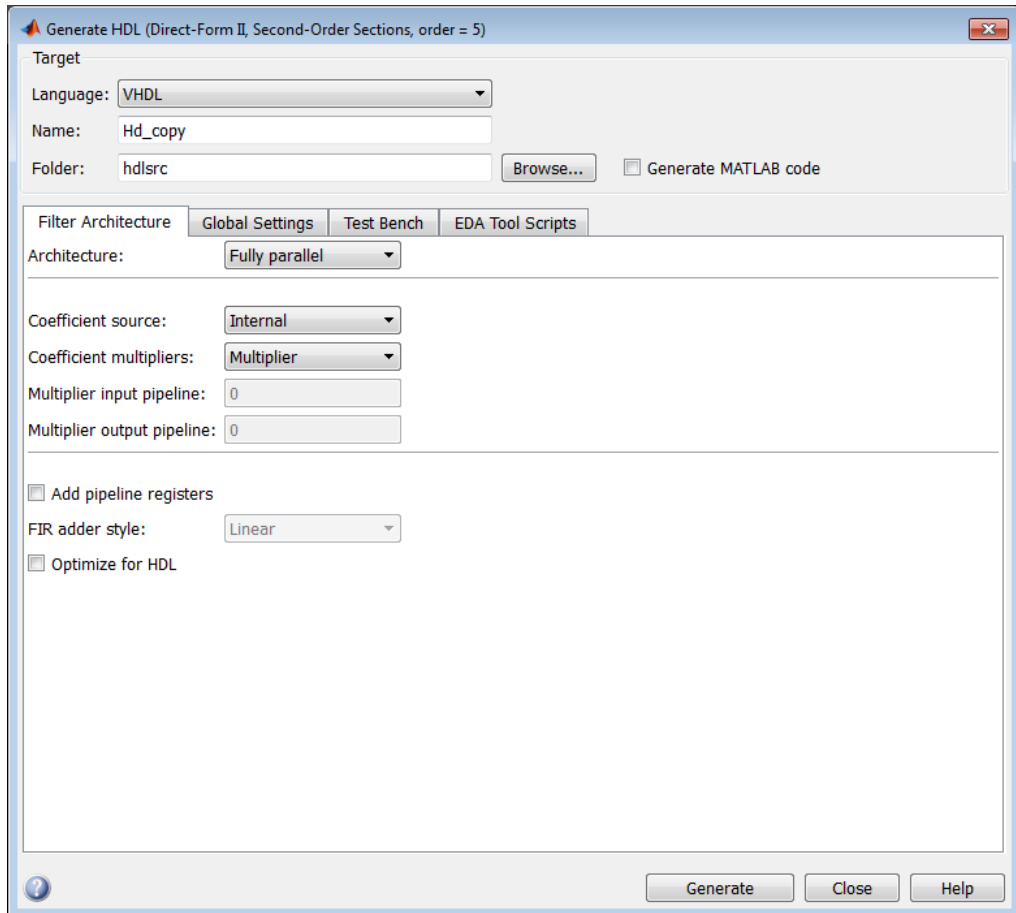 Generate HDL (Direct-Form II, Second-Order Sections, order = 5)
Target
Language: VHDL
Name: Hd_copy
Folder: hdlsrc Browse... Generate MATLAB code
Filter Architecture Global Settings Test Bench EDA Tool Scripts
Architecture: Fully parallel
Coefficient source: Internal
Coefficient multipliers: Multiplier
Multiplier input pipeline: 0
Multiplier output pipeline: 0
Add pipeline registers
FIR adder style: Linear
Optimize for HDL
? Generate Close Help